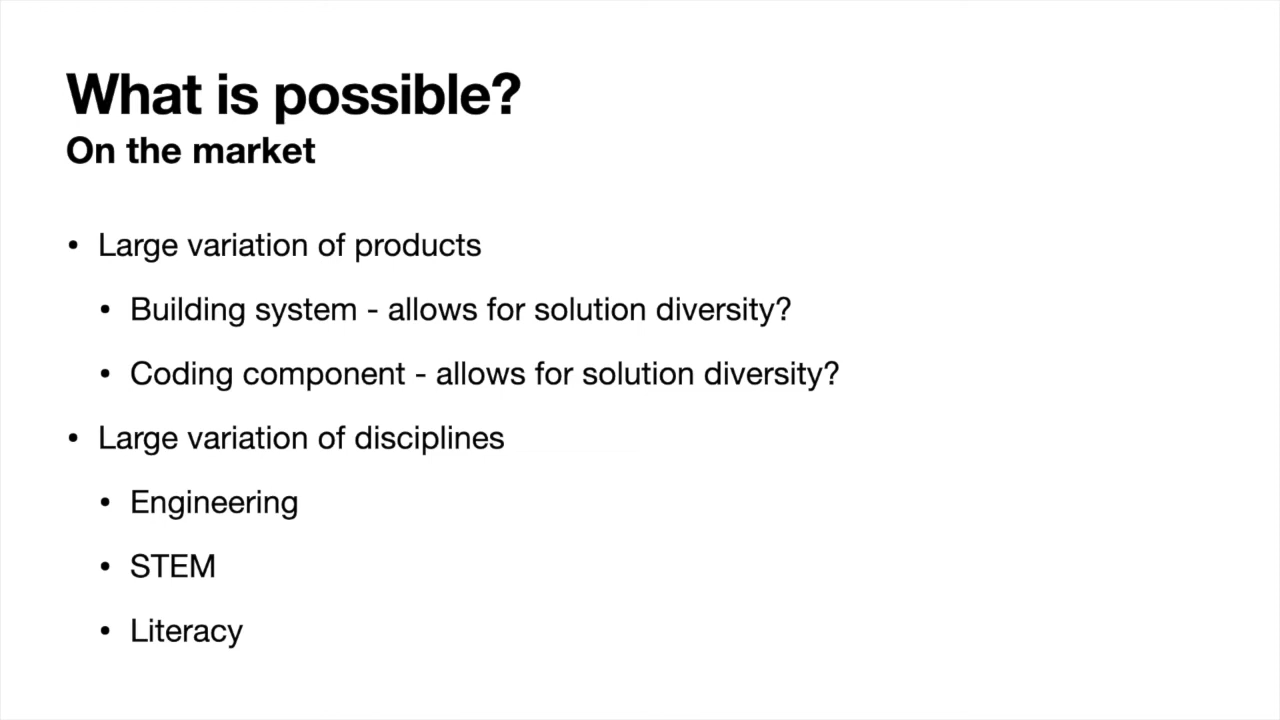 What is possible?
On the market
• Large variation of products
• Building system - allows for solution diversity?
• Coding component - allows for solution diversity?
• Large variation of disciplines
• Engineering
• STEM
• Literacy